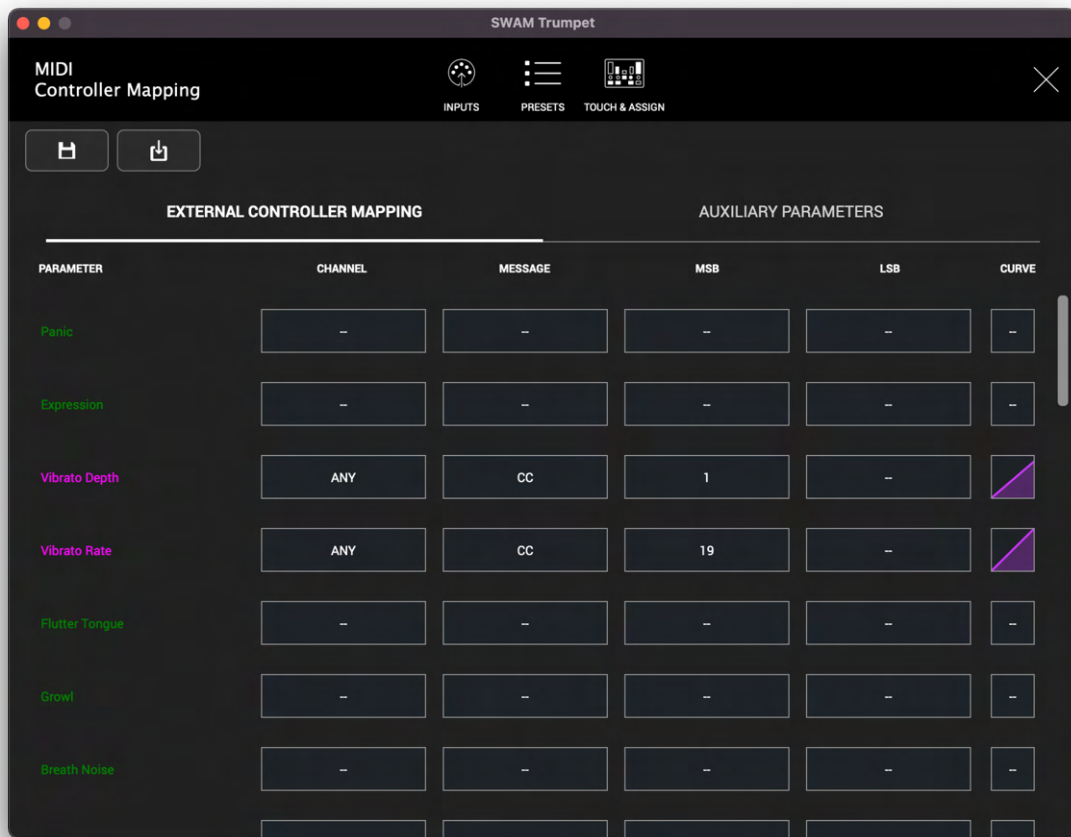 SWAM Trumpet
MIDI
Controller Mapping
INPUTS
PRESETS
TOUCH & ASSIGN
EXTERNAL CONTROLLER MAPPING
AUXILIARY PARAMETERS
PARAMETER CHANNEL MESSAGE MSB LSB CURVE
Panic -- -- -- -- --
Expression -- -- -- -- --
Vibrato Depth ANY CC 1 --
Vibrato Rate ANY CC 19 --
Flutter Tongue -- -- -- -- --
Growl -- -- -- -- --
Breath Noise -- -- -- -- --